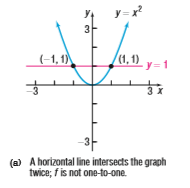 y
y = x²
3
(–1, 1)
(1, 1)
y = 1
–3
3 x
–3
(a) A horizontal line intersects the graph
twice; f is not one-to-one.